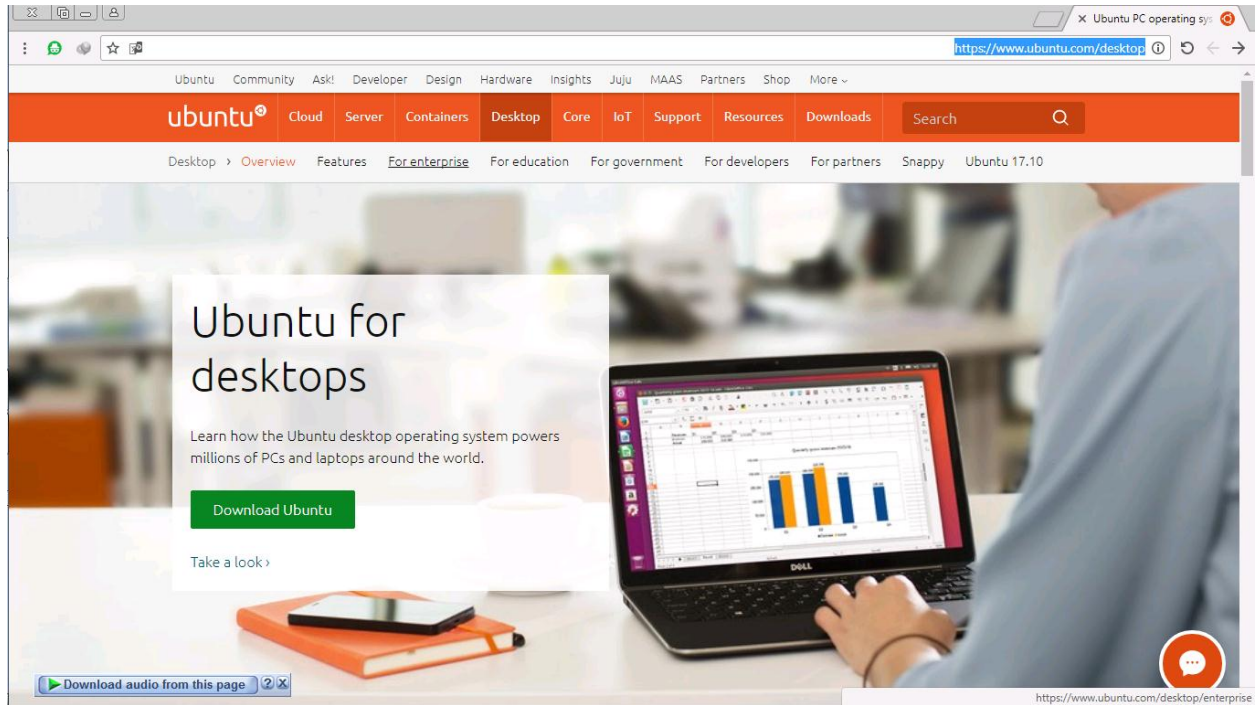 Ubuntu PC operating sys
https://www.ubuntu.com/desktop
Ubuntu Community Ask! Developer Design Hardware Insights Juju MAAS Partners Shop More
ubuntu Cloud Server Containers Desktop Core IoT Support Resources Downloads Search
Desktop › Overview Features For enterprise For education For government For developers For partners Snappy Ubuntu 17.10
Ubuntu for
desktops
Learn how the Ubuntu desktop operating system powers
millions of PCs and laptops around the world.
Download Ubuntu
Take a look ›
DELL
Download audio from this page ? X
https://www.ubuntu.com/desktop/enterprise